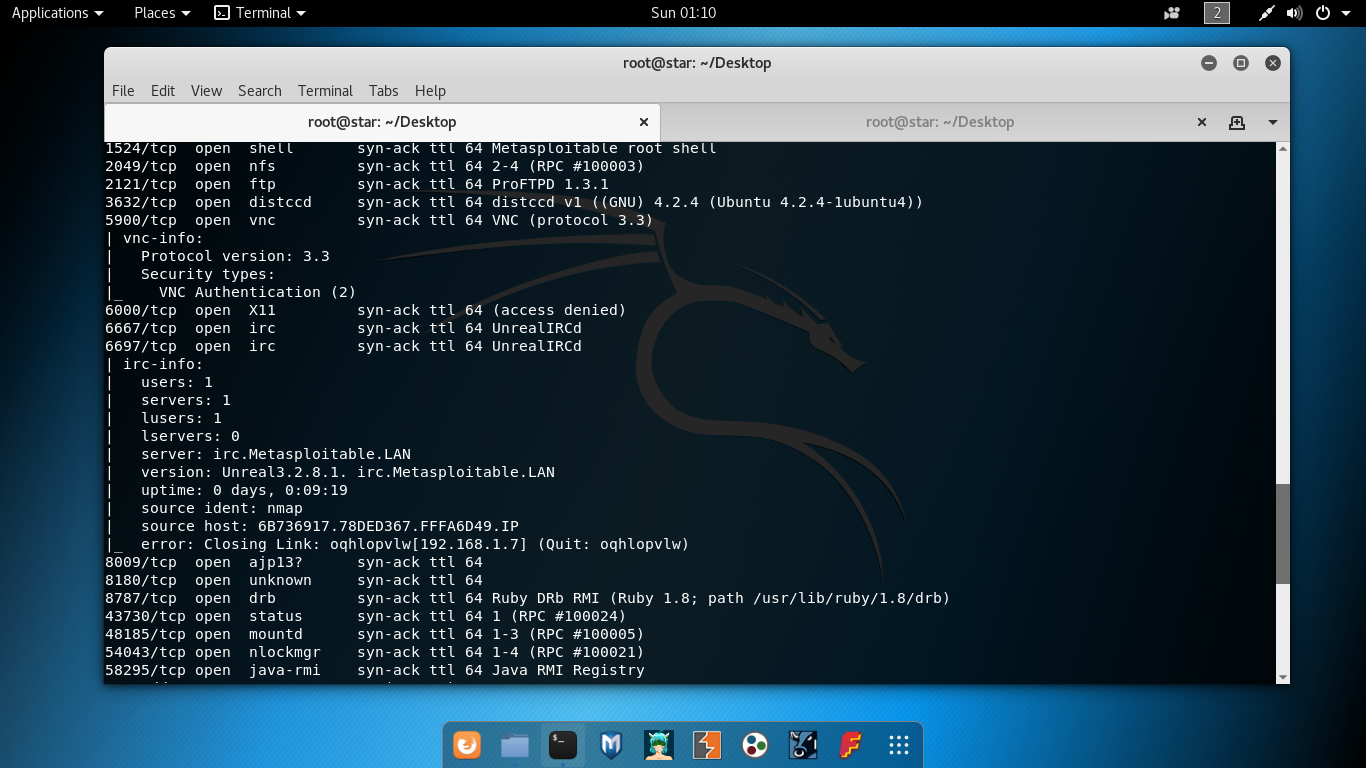 Applications Places Terminal Sun 01:10 2
root@star: ~/Desktop
File Edit View Search Terminal Tabs Help
root@star: ~/Desktop root@star: ~/Desktop
1524/tcp  open  shell       syn-ack ttl 64 Metasploitable root shell
2049/tcp  open  nfs         syn-ack ttl 64 2-4 (RPC #100003)
2121/tcp  open  ftp         syn-ack ttl 64 ProFTPD 1.3.1
3632/tcp  open  distccd     syn-ack ttl 64 distccd v1 ((GNU) 4.2.4 (Ubuntu 4.2.4-1ubuntu4))
5900/tcp  open  vnc         syn-ack ttl 64 VNC (protocol 3.3)
| vnc-info:
|   Protocol version: 3.3
|   Security types:
|_    VNC Authentication (2)
6000/tcp  open  X11         syn-ack ttl 64 (access denied)
6667/tcp  open  irc         syn-ack ttl 64 UnrealIRCd
6697/tcp  open  irc         syn-ack ttl 64 UnrealIRCd
| irc-info:
|   users: 1
|   servers: 1
|   lusers: 1
|   lservers: 0
|   server: irc.Metasploitable.LAN
|   version: Unreal3.2.8.1. irc.Metasploitable.LAN
|   uptime: 0 days, 0:09:19
|   source ident: nmap
|   source host: 6B736917.78DED367.FFFA6D49.IP
|_  error: Closing Link: oqhlopvlw[192.168.1.7] (Quit: oqhlopvlw)
8009/tcp  open  ajp13?      syn-ack ttl 64
8180/tcp  open  unknown     syn-ack ttl 64
8787/tcp  open  drb         syn-ack ttl 64 Ruby DRb RMI (Ruby 1.8; path /usr/lib/ruby/1.8/drb)
43730/tcp open  status      syn-ack ttl 64 1 (RPC #100024)
48185/tcp open  mountd      syn-ack ttl 64 1-3 (RPC #100005)
54043/tcp open  nlockmgr    syn-ack ttl 64 1-4 (RPC #100021)
58295/tcp open  java-rmi    syn-ack ttl 64 Java RMI Registry